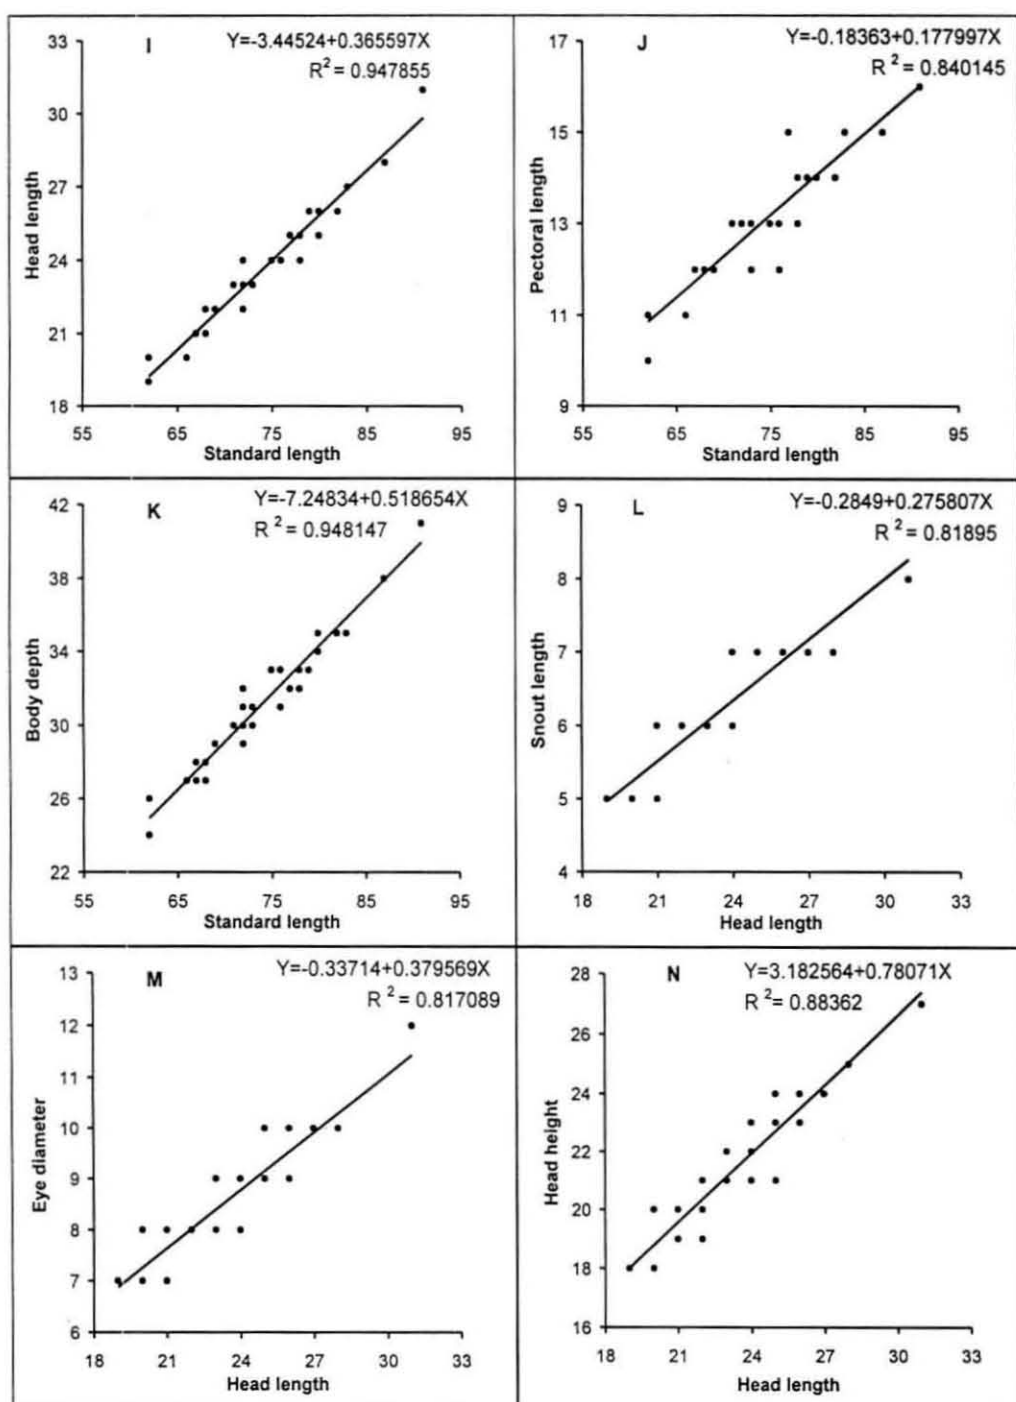 I
Y=-3.44524+0.365597X
R² = 0.947855
33
30
27
24
21
18
Head length
55 65 75 85 95
Standard length
J
Y=-0.18363+0.177997X
R ² = 0.840145
17
15
13
11
9
Pectoral length
55 65 75 85 95
Standard length
K
Y=-7.24834+0.518654X
R ² = 0.948147
42
38
34
30
26
22
Body depth
55 65 75 85 95
Standard length
L
Y=-0.2849+0.275807X
R ² = 0.81895
9
8
7
6
5
4
Snout length
18 21 24 27 30 33
Head length
M
Y=-0.33714+0.379569X
R ² = 0.817089
13
12
11
10
9
8
7
6
Eye diameter
18 21 24 27 30 33
Head length
N
Y=3.182564+0.78071X
R ²= 0.88362
28
26
24
22
20
18
16
Head height
18 21 24 27 30 33
Head length